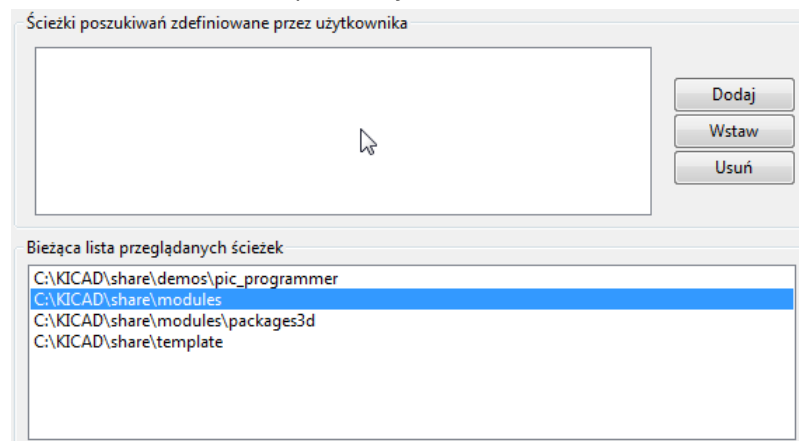 Ścieżki poszukiwań zdefiniowane przez użytkownika
Dodaj
Wstaw
Usuń
Bieżąca lista przeglądanych ścieżek
C:\KICAD\share\demos\pic_programmer
C:\KICAD\share\modules
C:\KICAD\share\modules\packages3d
C:\KICAD\share\template